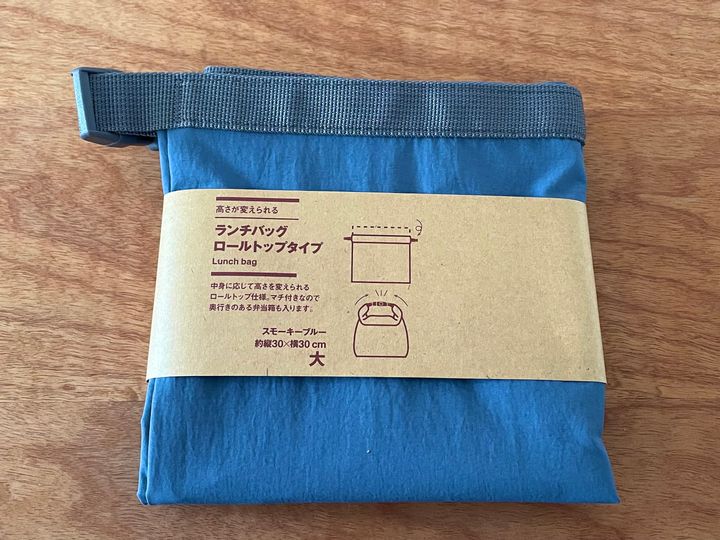 高さが変えられる
ランチバッグ
ロールトップタイプ
Lunch bag
中身に応じて高さを変えられる
ロールトップ仕様。マチ付きなので
奥行きのある弁当箱も入ります。
スモーキーブルー
約縦30×横30cm
大